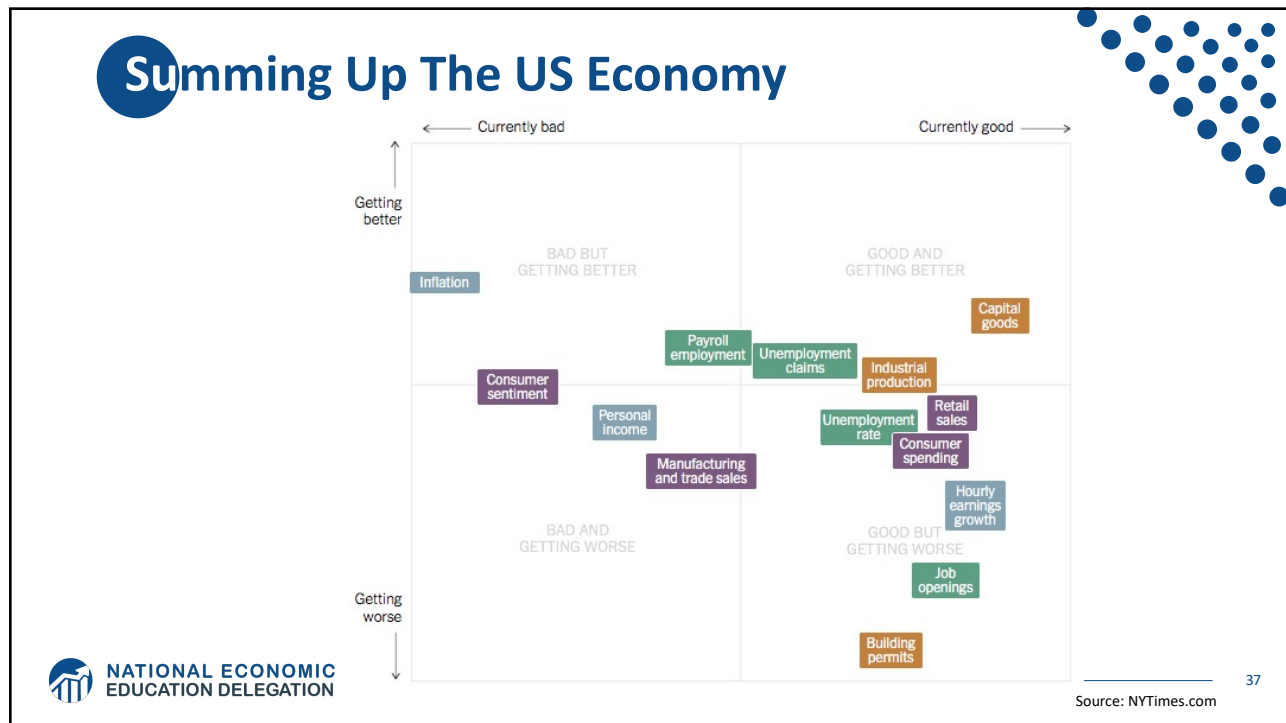 Summing Up The US Economy
Currently bad
Currently good
Getting
better
BAD BUT
GETTING BETTER
GOOD AND
GETTING BETTER
Inflation
Capital
goods
Payroll
employment
Unemployment
claims
Industrial
production
Consumer
sentiment
Personal
income
Retail
sales
Unemployment
rate
Consumer
spending
Manufacturing
and trade sales
Hourly
earnings
growth
BAD AND
GETTING WORSE
GOOD BUT
GETTING WORSE
Job
openings
Getting
worse
Building
permits
NATIONAL ECONOMIC
EDUCATION DELEGATION
37
Source: NYTimes.com